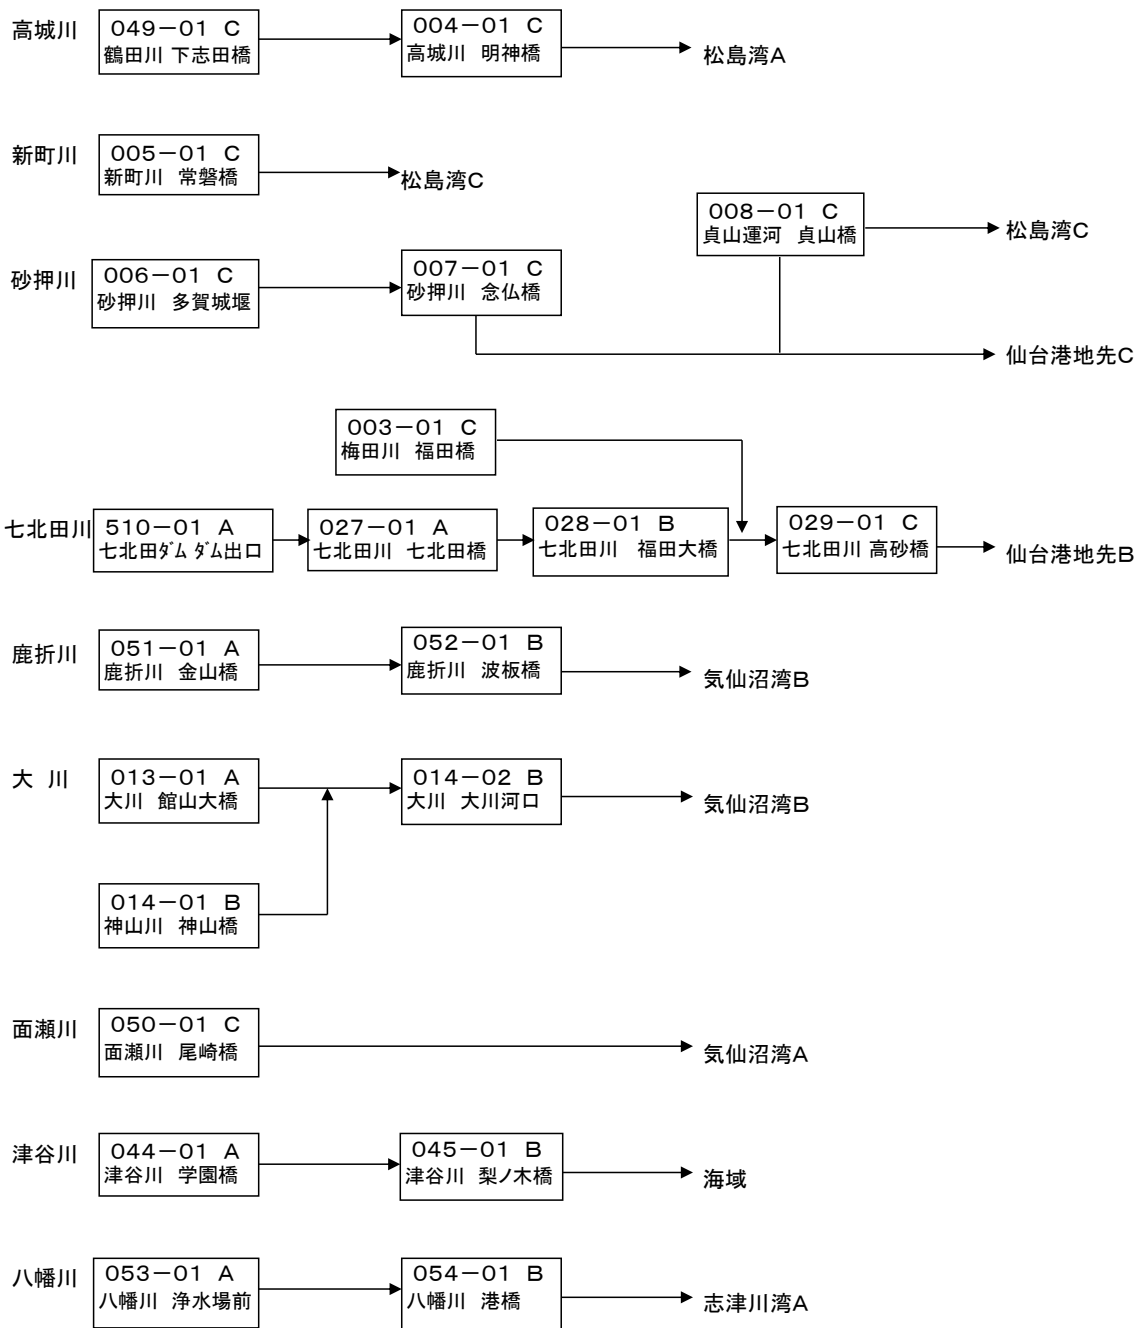 高城川
049－01 C
鶴田川 下志田橋
004－01 C
高城川 明神橋
松島湾A
新町川
005－01 C
新町川 常磐橋
松島湾C
008－01 C
貞山運河 貞山橋
松島湾C
砂押川
006－01 C
砂押川 多賀城堰
007－01 C
砂押川 念仏橋
仙台港地先C
003－01 C
梅田川 福田橋
七北田川
510－01 A
七北田ﾀﾞﾑ ﾀﾞﾑ出口
027－01 A
七北田川 七北田橋
028－01 B
七北田川 福田大橋
029－01 C
七北田川 高砂橋
仙台港地先B
鹿折川
051－01 A
鹿折川 金山橋
052－01 B
鹿折川 波板橋
気仙沼湾B
大 川
013－01 A
大川 館山大橋
014－02 B
大川 大川河口
気仙沼湾B
014－01 B
神山川 神山橋
面瀬川
050－01 C
面瀬川 尾崎橋
気仙沼湾A
津谷川
044－01 A
津谷川 学園橋
045－01 B
津谷川 梨ノ木橋
海域
八幡川
053－01 A
八幡川 浄水場前
054－01 B
八幡川 港橋
志津川湾A